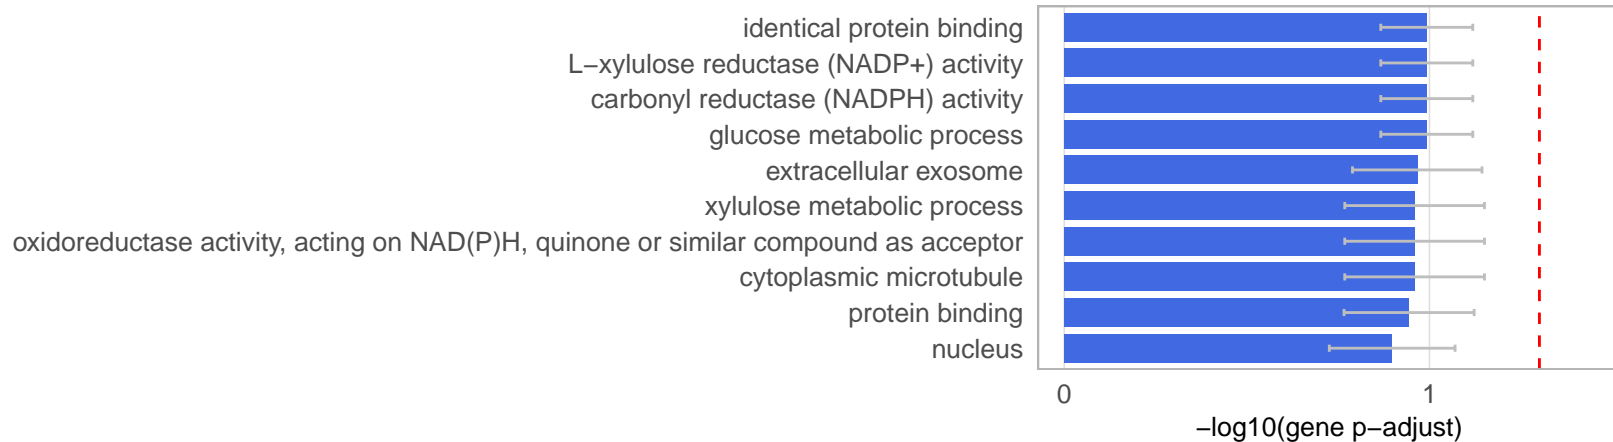 identical protein binding
L−xylulose reductase (NADP+) activity
carbonyl reductase (NADPH) activity
glucose metabolic process
extracellular exosome
xylulose metabolic process
oxidoreductase activity, acting on NAD(P)H, quinone or similar compound as acceptor
cytoplasmic microtubule
protein binding
nucleus
0 1
−log10(gene p−adjust)